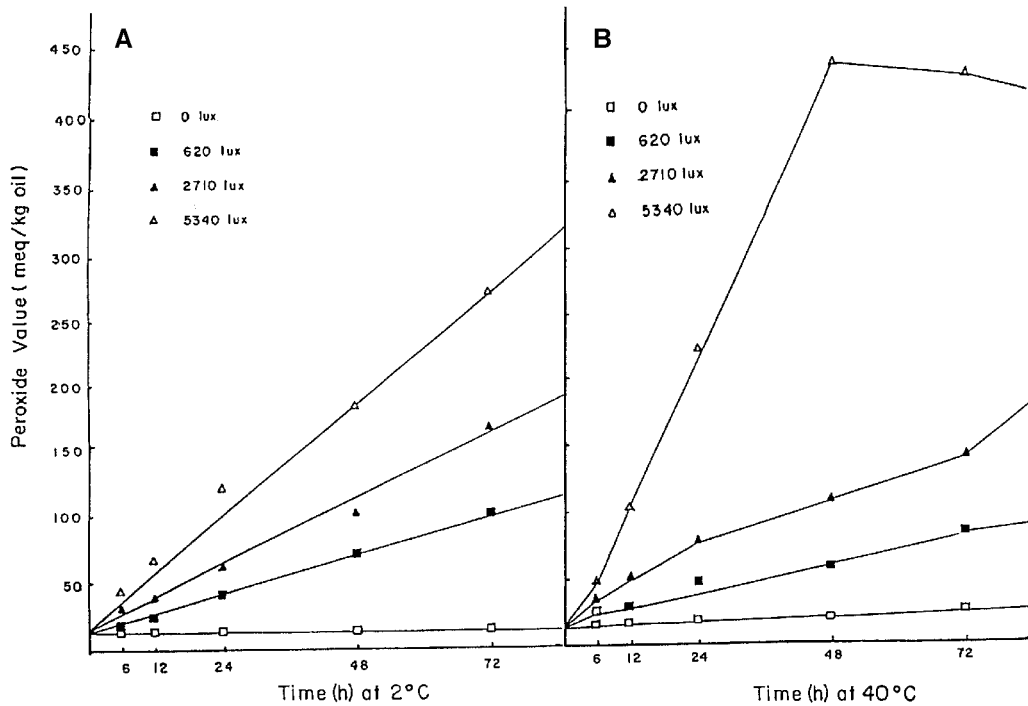 A
B
450
400
350
300
250
200
150
100
50
Peroxide Value (meq/kg oil)
0 lux
620 lux
2710 lux
5340 lux
0 lux
620 lux
2710 lux
5340 lux
6 12 24 48 72
6 12 24 48 72
Time (h) at 2°C
Time (h) at 40°C